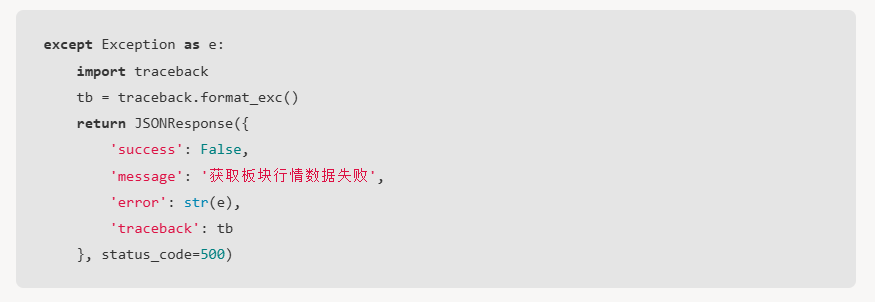 except Exception as e:
    import traceback
    tb = traceback.format_exc()
    return JSONResponse({
        'success': False,
        'message': '获取板块行情数据失败',
        'error': str(e),
        'traceback': tb
    }, status_code=500)